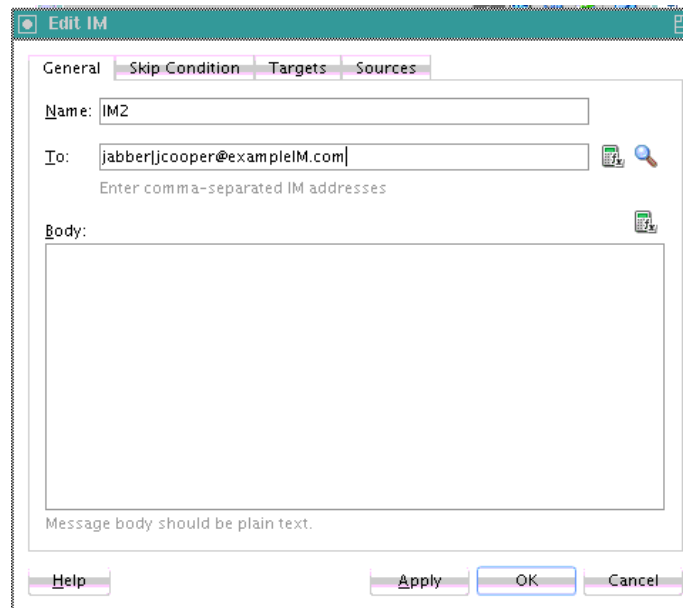 Edit IM
General Skip Condition Targets Sources
Name: IM2
To: jabber|jcooper@exampleIM.com
Enter comma-separated IM addresses
Body:
Message body should be plain text.
Help Apply OK Cancel